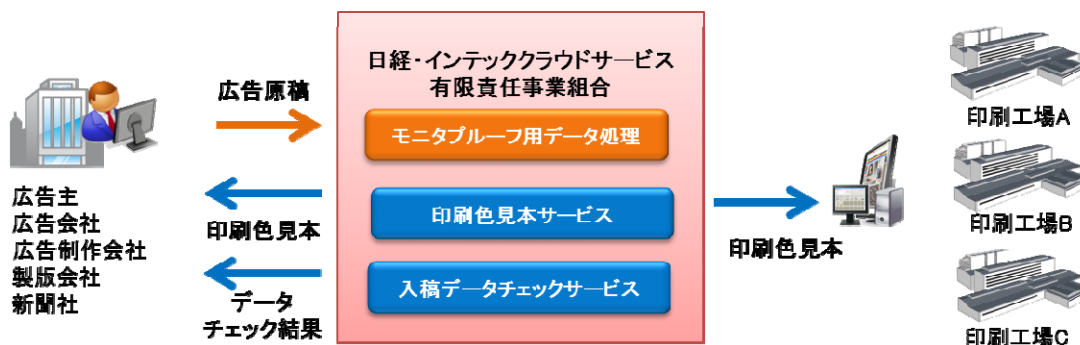 広告主
広告会社
広告制作会社
製版会社
新聞社
広告原稿
印刷色見本
データ
チェック結果
日経・インテッククラウドサービス
有限責任事業組合
モニタプルーフ用データ処理
印刷色見本サービス
入稿データチェックサービス
印刷色見本
印刷工場A
印刷工場B
印刷工場C